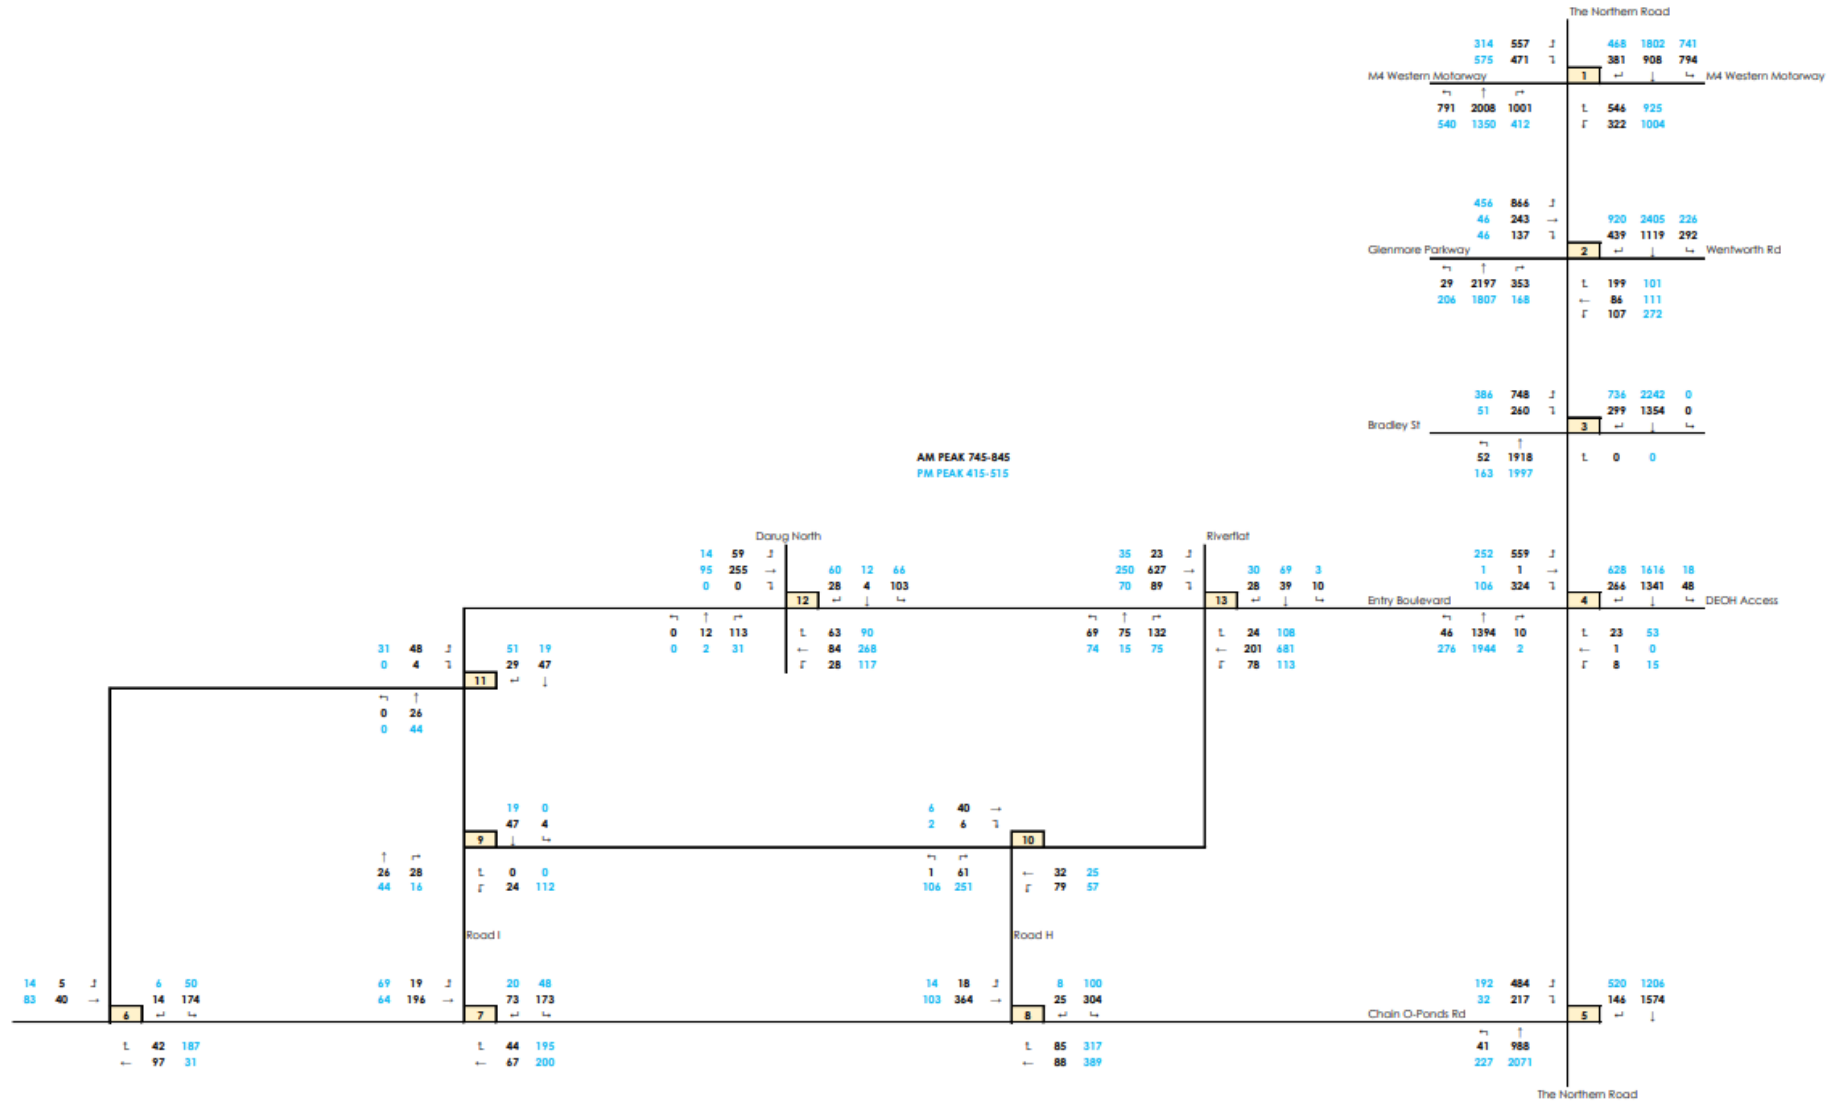 The Northern Road
314 557 468 1802 741
575 471 381 908 794
M4 Western Motorway 1 M4 Western Motorway
791 2008 1001 546 925
540 1350 412 322 1004
456 866
46 243 920 2405 226
46 137 439 1119 292
Glenmore Parkway 2 Wentworth Rd
29 2197 353 199 101
206 1807 168 86 111
107 272
386 748 736 2242 0
51 260 299 1354 0
Bradley St 3
52 1918 0 0
163 1997
AM PEAK 745-845
PM PEAK 415-515
Darug North Riverflat
14 59 35 23 252 559
95 255 60 12 66 250 627 30 69 3 1 1 628 1616 18
0 0 28 4 103 70 89 28 39 10 106 324 266 1341 48
12 13 Entry Boulevard 4 DEOH Access
0 12 113 63 90 69 75 132 24 108 46 1394 10 23 53
0 2 31 84 268 74 15 75 201 681 276 1944 2 1 0
28 117 78 113 8 15
31 48 51 19
0 4 29 47
11
0 26
0 44
19 0 6 40
47 4 2 6
9 10
26 28 0 0 1 61 32 25
44 16 24 112 106 251 79 57
Road I Road H
14 5 6 50 69 19 20 48 14 18 8 100 192 484 520 1206
83 40 14 174 64 196 73 173 103 364 25 304 32 217 146 1574
6 7 8 Chain O-Ponds Rd 5
42 187 44 195 85 317 41 988
97 31 67 200 88 389 227 2071
The Northern Road